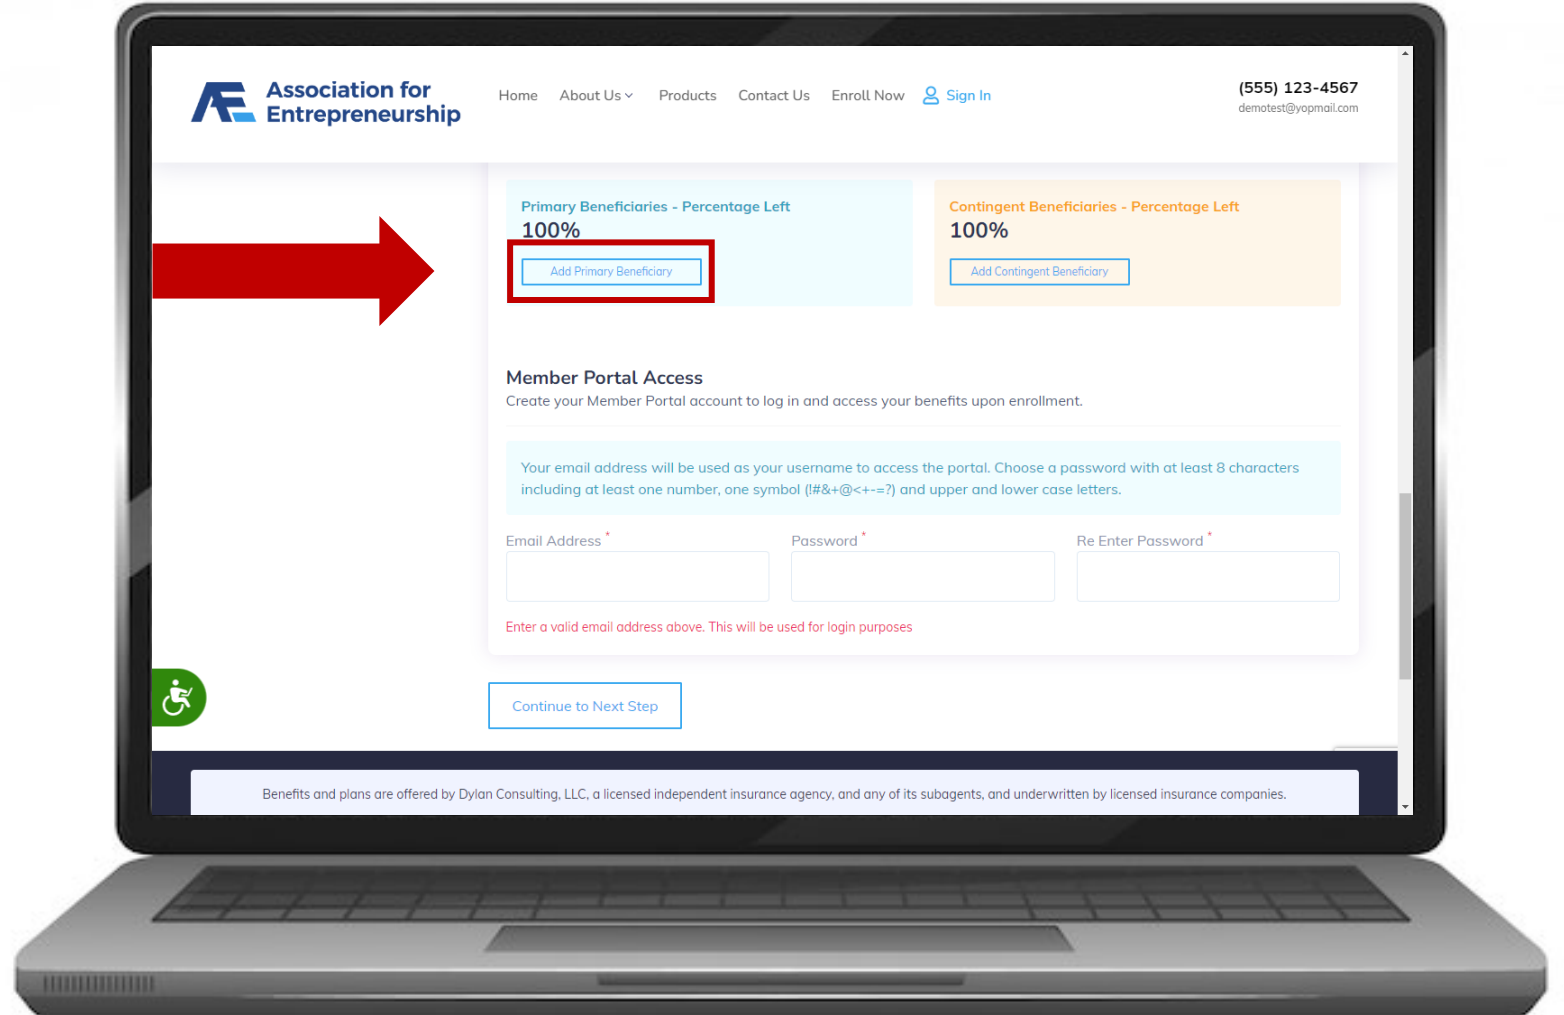 Association for
Entrepreneurship
Home About Us Products Contact Us Enroll Now Sign In
(555) 123-4567
demotest@yopmail.com
Primary Beneficiaries - Percentage Left
100%
Add Primary Beneficiary
Contingent Beneficiaries - Percentage Left
100%
Add Contingent Beneficiary
Member Portal Access
Create your Member Portal account to log in and access your benefits upon enrollment.
Your email address will be used as your username to access the portal. Choose a password with at least 8 characters
including at least one number, one symbol (!#&+@<+-=?) and upper and lower case letters.
Email Address *
Password *
Re Enter Password *
Enter a valid email address above. This will be used for login purposes
Continue to Next Step
Benefits and plans are offered by Dylan Consulting, LLC, a licensed independent insurance agency, and any of its subagents, and underwritten by licensed insurance companies.